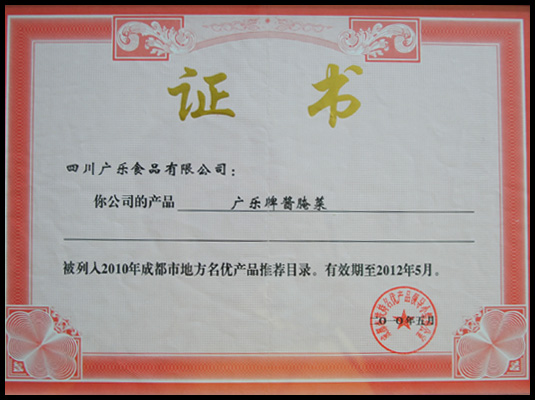 证书
四川广乐食品有限公司：
你公司的产品 广乐牌酱腌菜
被列入2010年成都市地方名优产品推荐目录。有效期至2012年5月。
二〇一〇年五月